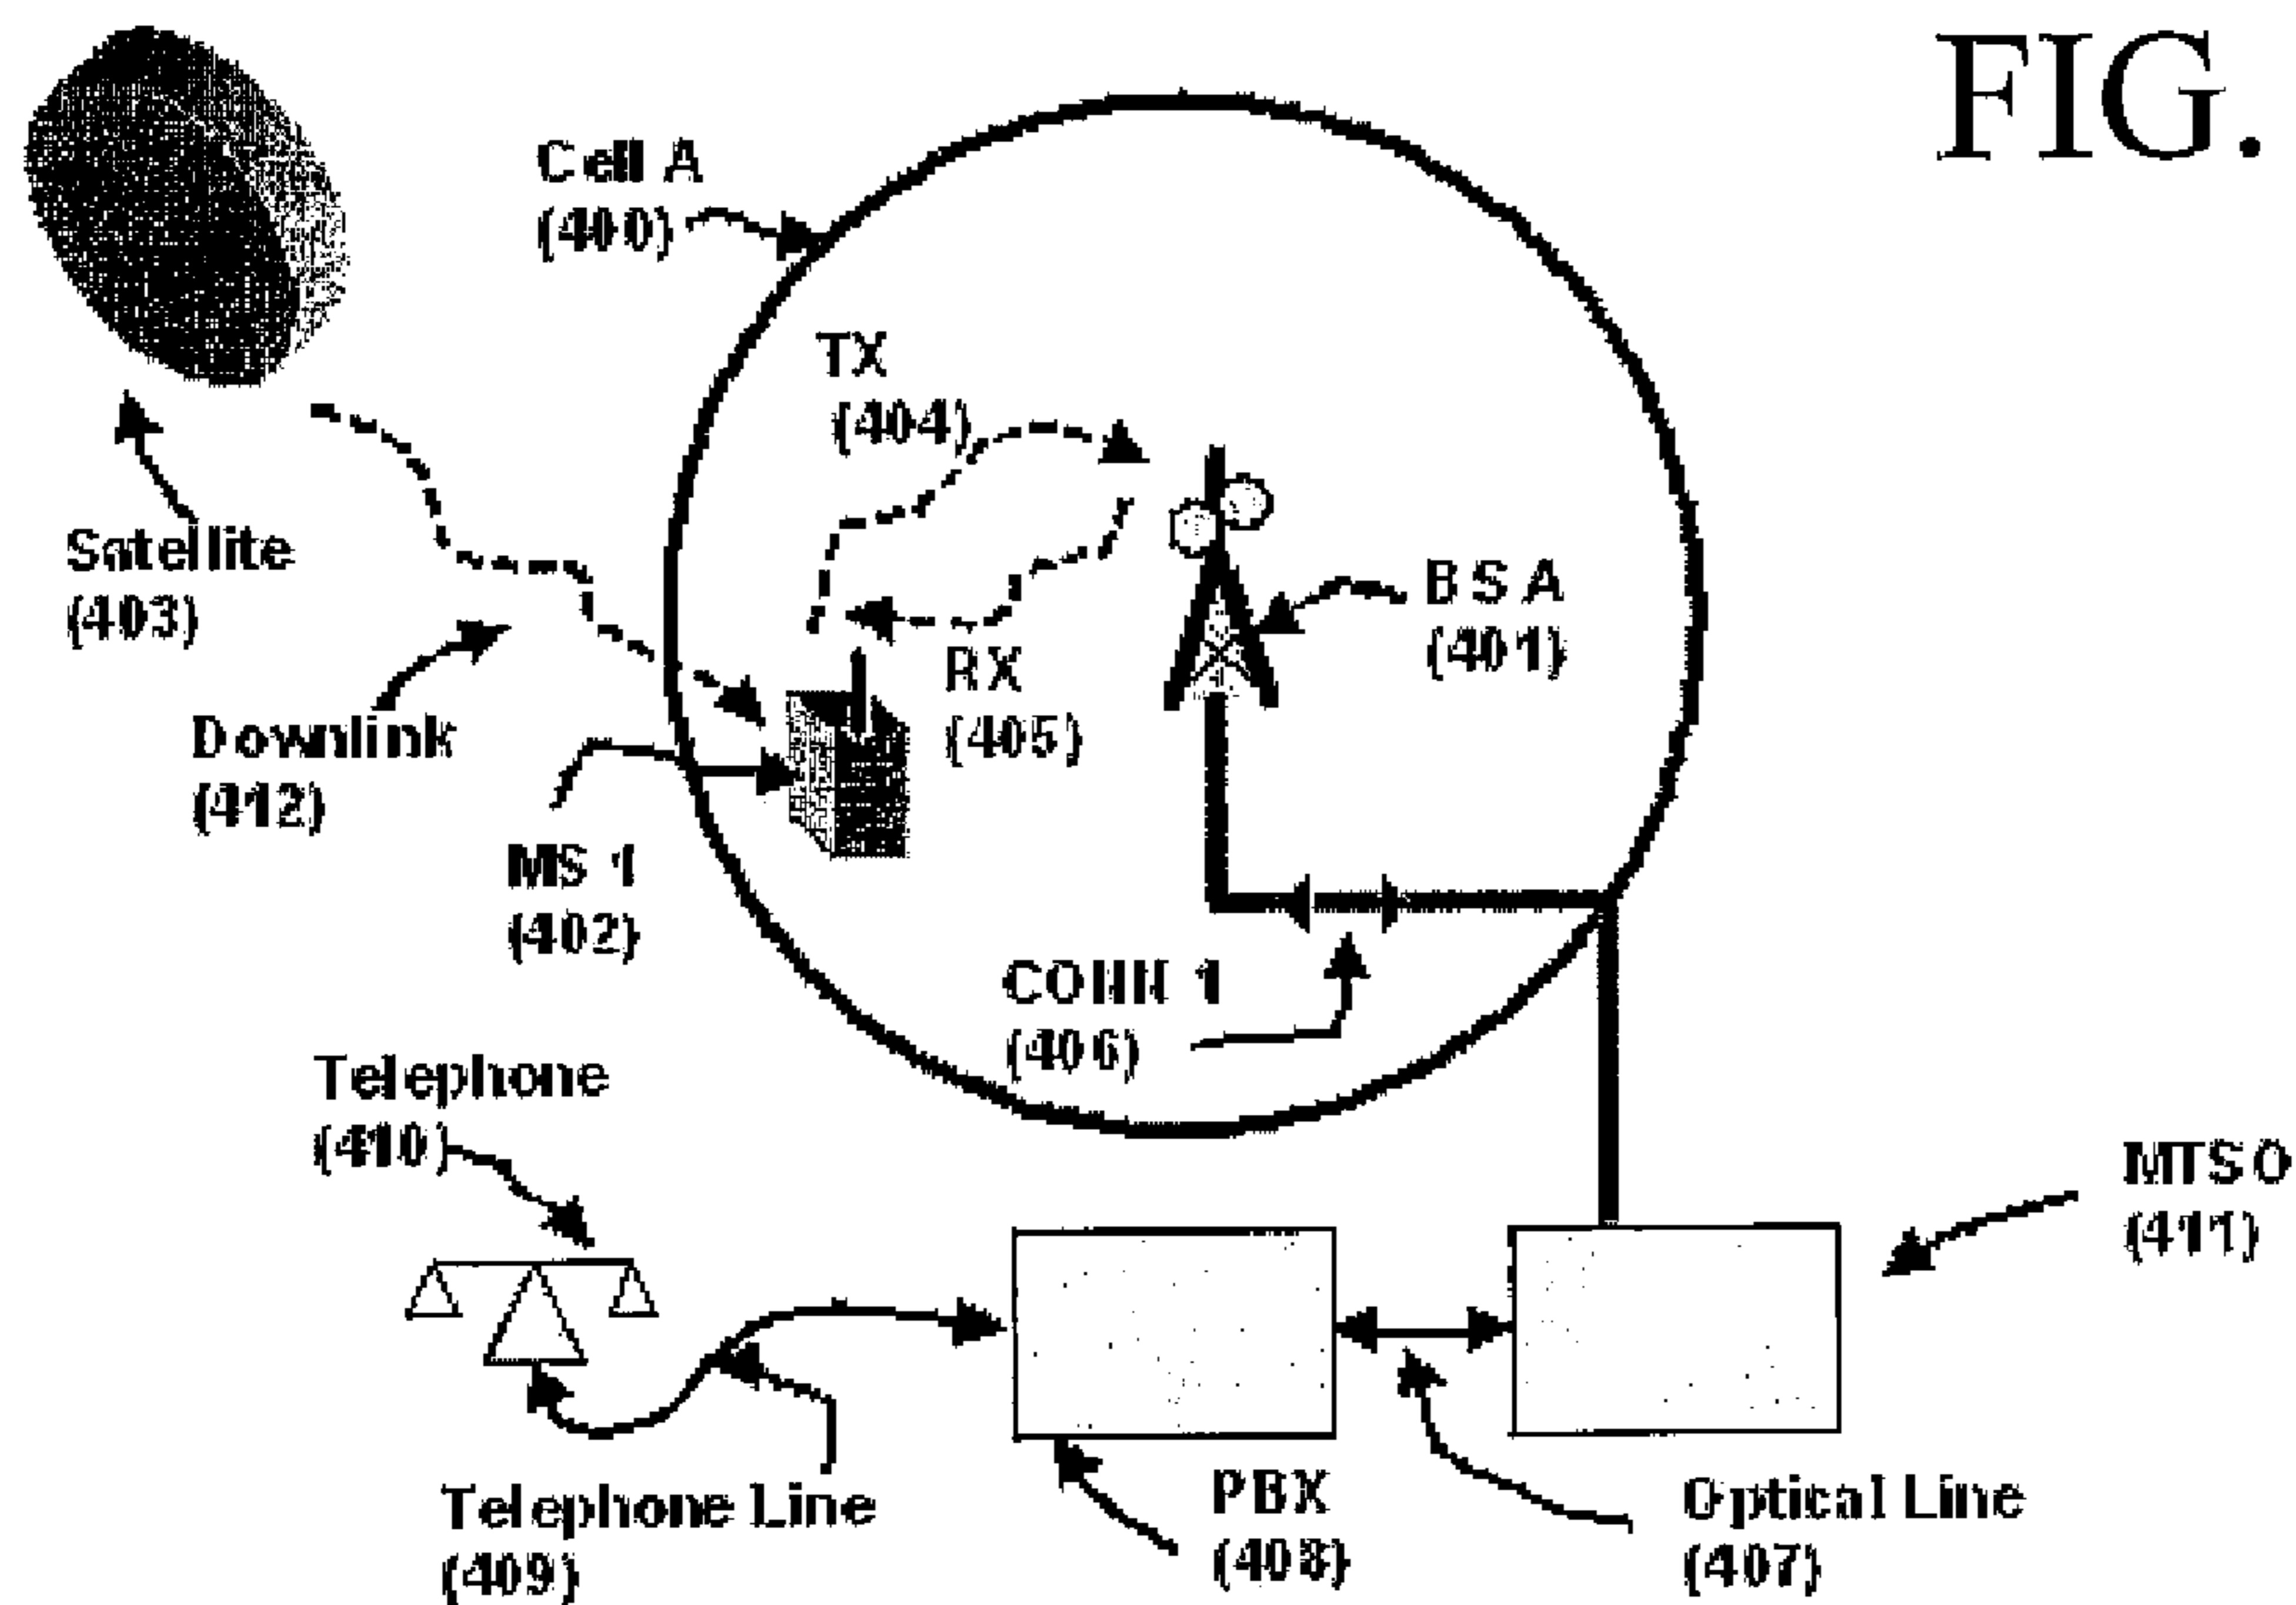 FIG.
Cell A
(400)
TX
(404)
Satellite
(403)
BSA
(401)
RX
(405)
Downlink
(412)
MS 1
(402)
CONN 1
(406)
Telephone
(410)
MTSO
(411)
Telephone Line
(409)
PBX
(408)
Optical Line
(407)